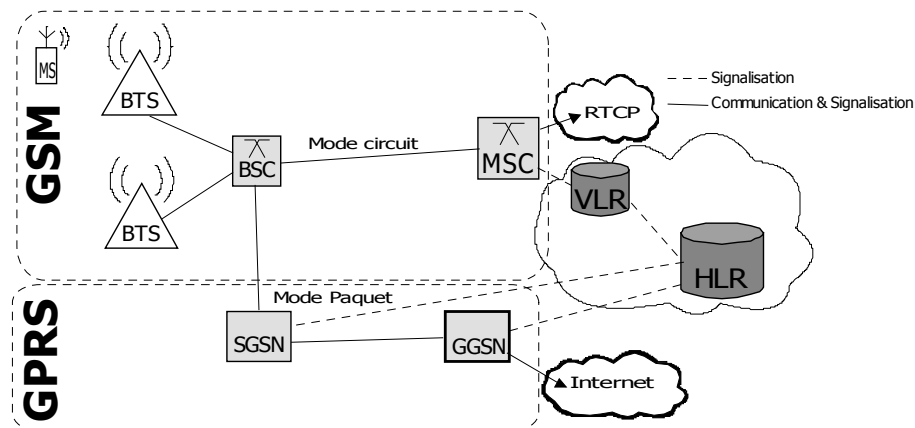 MS
BTS
GSM
BTS
BSC
Mode circuit
MSC
RTCP
Signalisation
Communication & Signalisation
VLR
HLR
GPRS
Mode Paquet
SGSN
GGSN
Internet